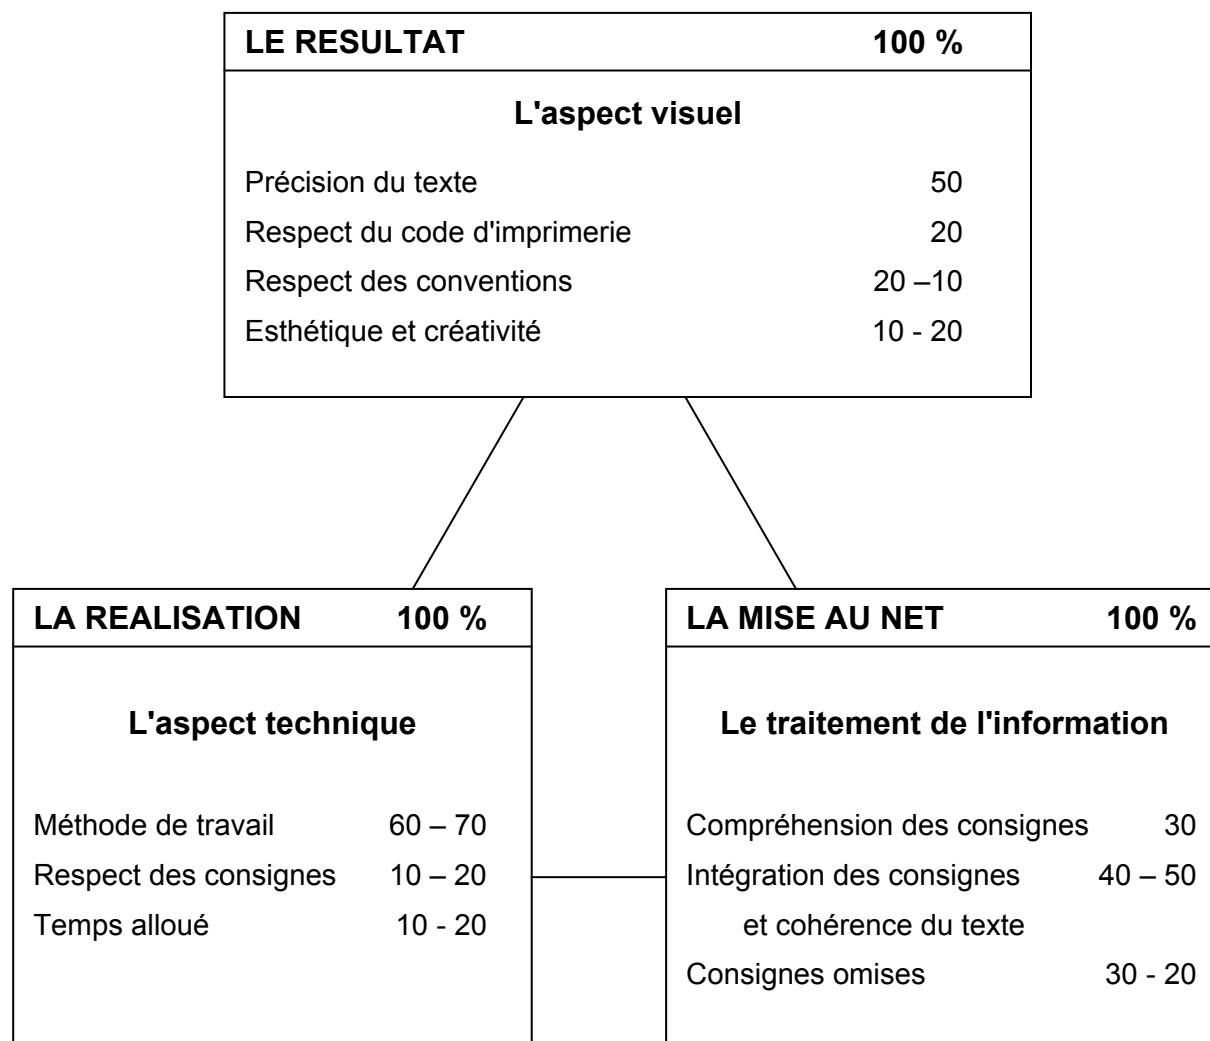 LE RESULTAT 100 %
L'aspect visuel
Précision du texte 50
Respect du code d'imprimerie 20
Respect des conventions 20 –10
Esthétique et créativité 10 - 20
LA REALISATION 100 %
L'aspect technique
Méthode de travail 60 – 70
Respect des consignes 10 – 20
Temps alloué 10 - 20
LA MISE AU NET 100 %
Le traitement de l'information
Compréhension des consignes 30
Intégration des consignes 40 – 50
et cohérence du texte
Consignes omises 30 - 20